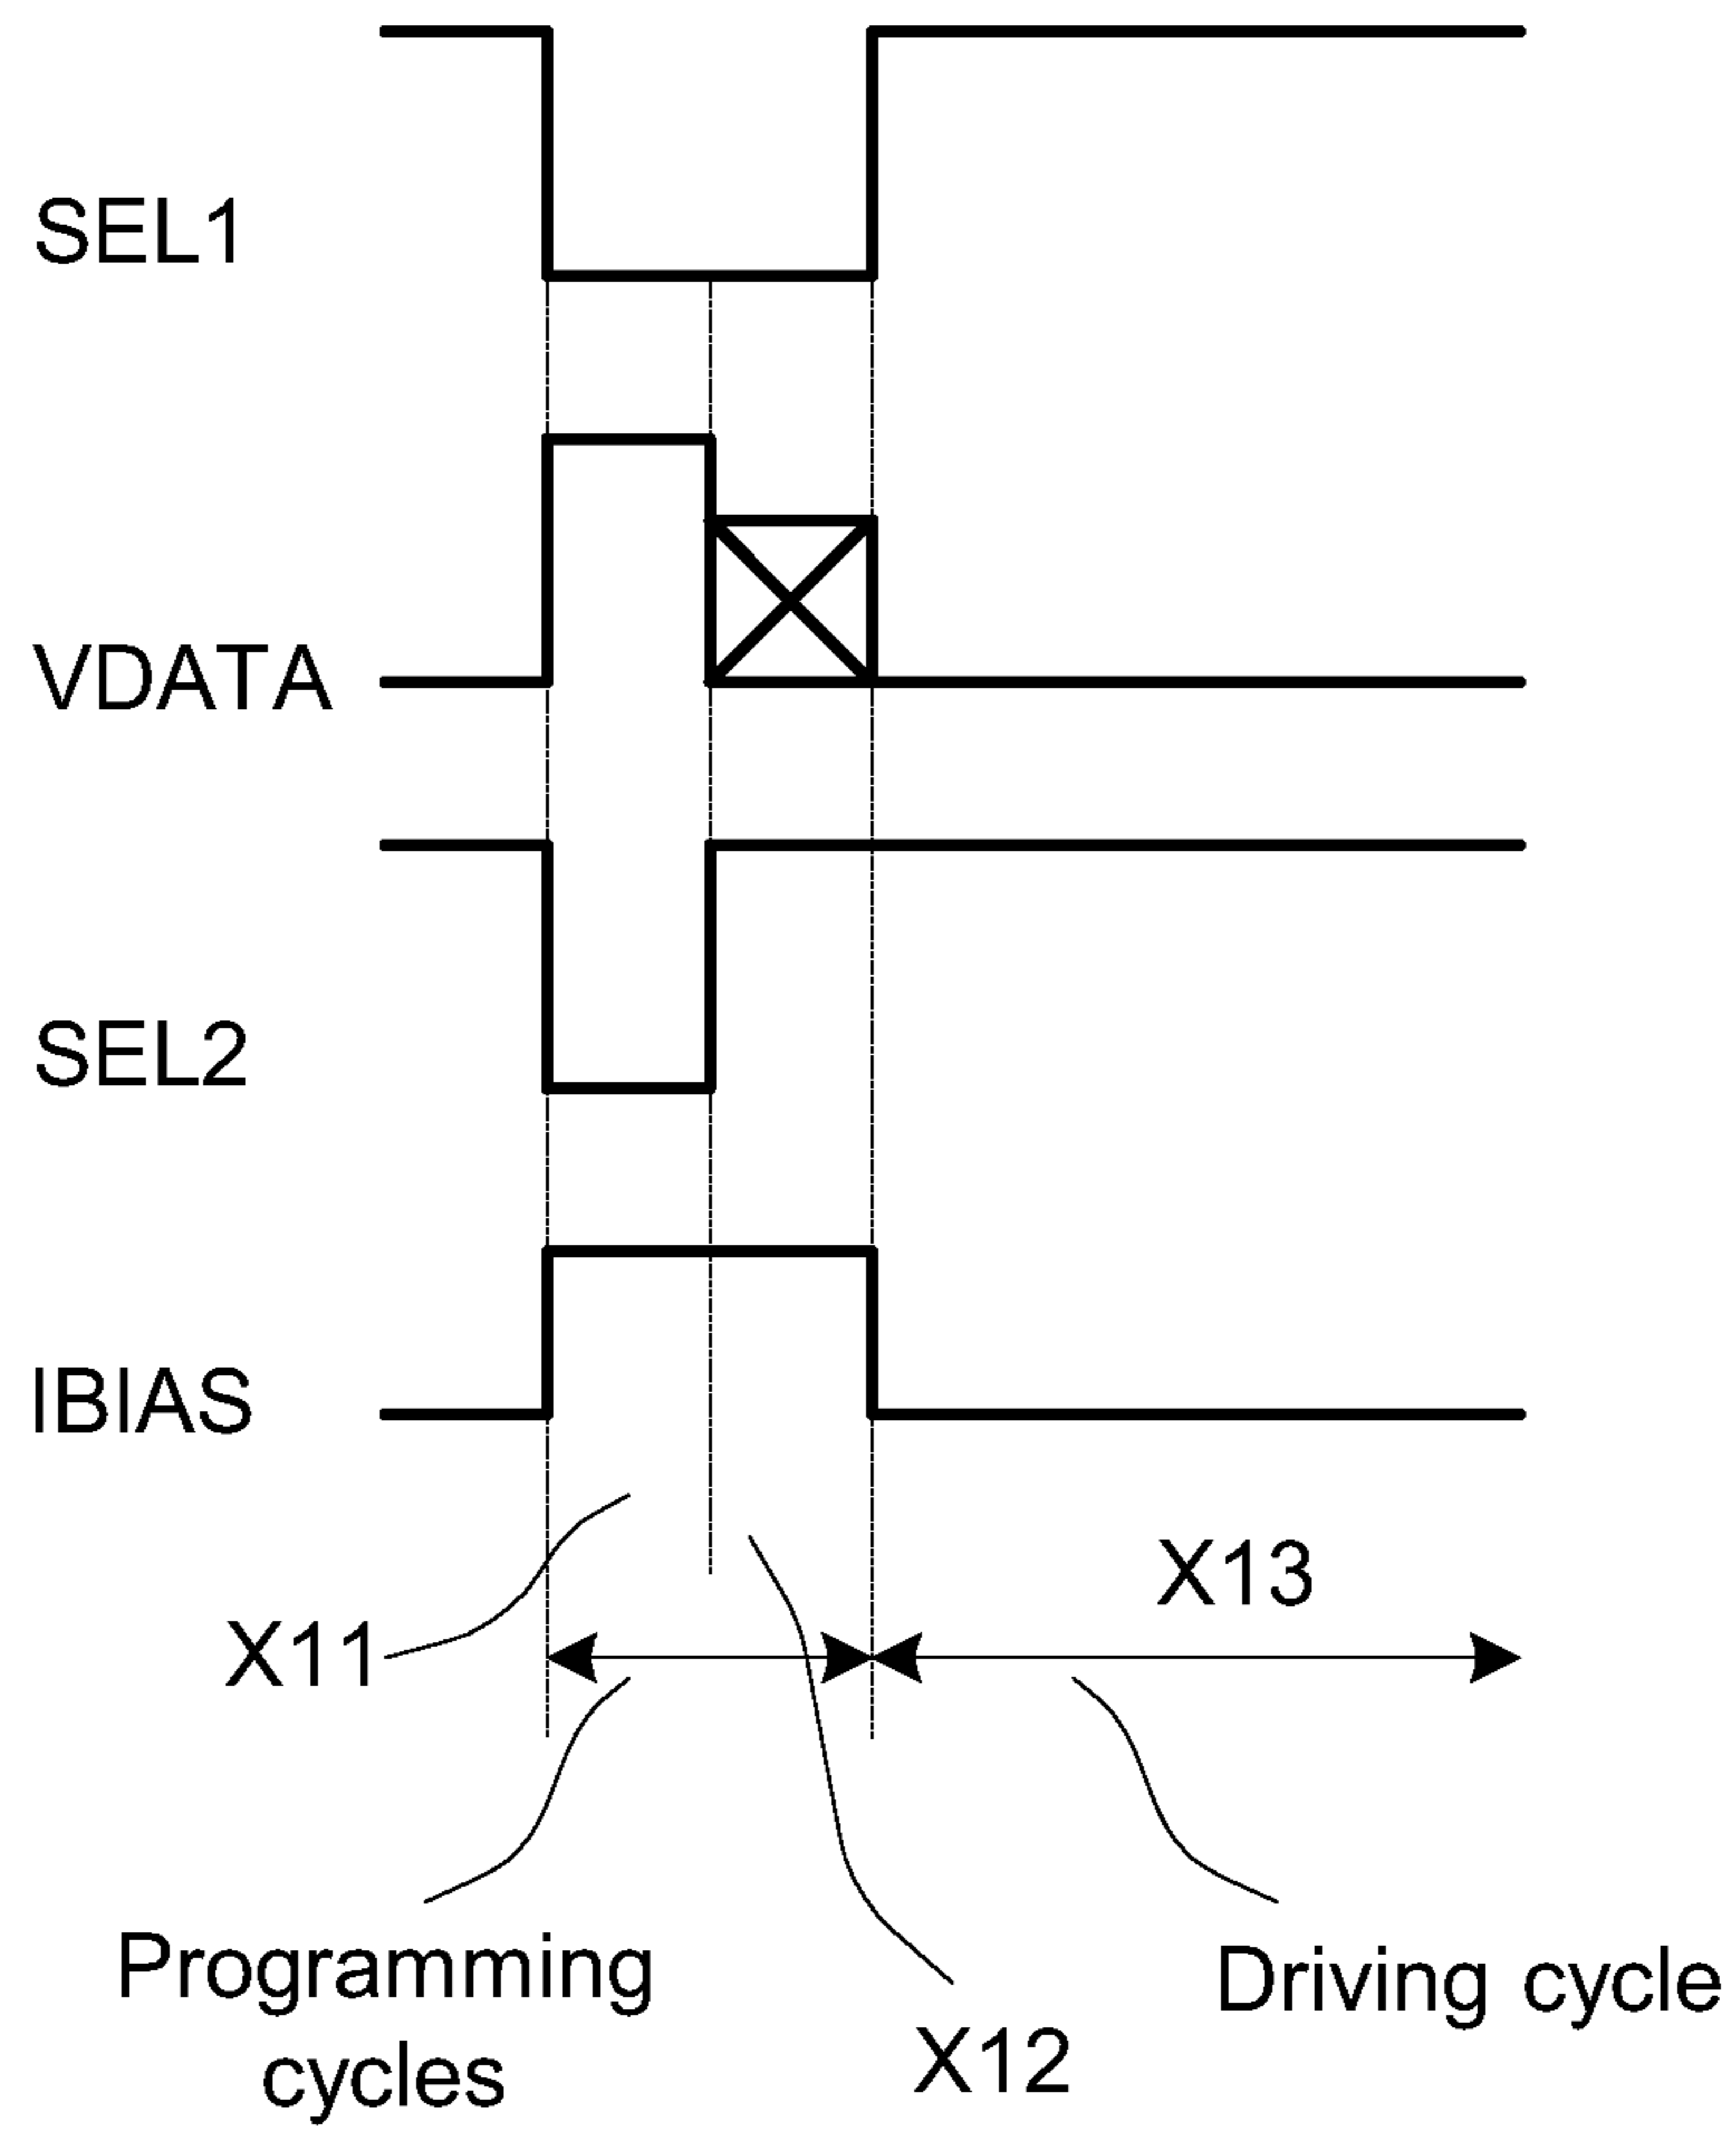 SEL1
VDATA
SEL2
IBIAS
X13
X11
Programming
cycles
Driving cycle
X12